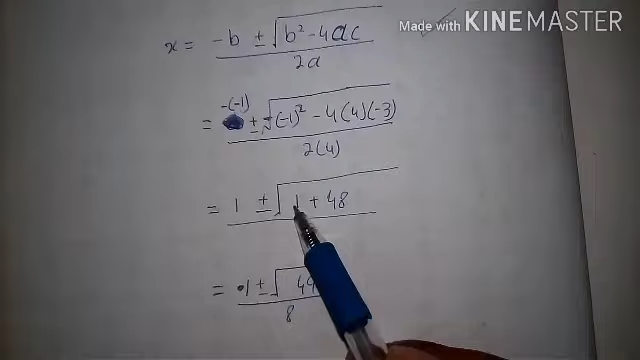 Made with KINEMASTER
x = -b ± √b² - 4ac
2a
-(-1)
= ± √(-1)² - 4(4)(-3)
2(4)
= 1 ± √1 + 48
= 1 ± √49
8